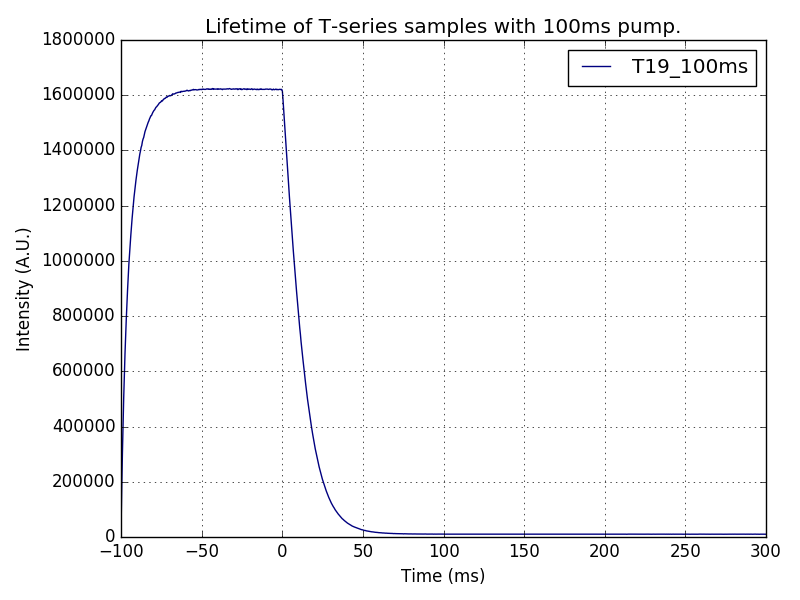 Lifetime of T-series samples with 100ms pump.
T19_100ms
Intensity (A.U.)
1800000
1600000
1400000
1200000
1000000
800000
600000
400000
200000
0
−100 −50 0 50 100 150 200 250 300
Time (ms)